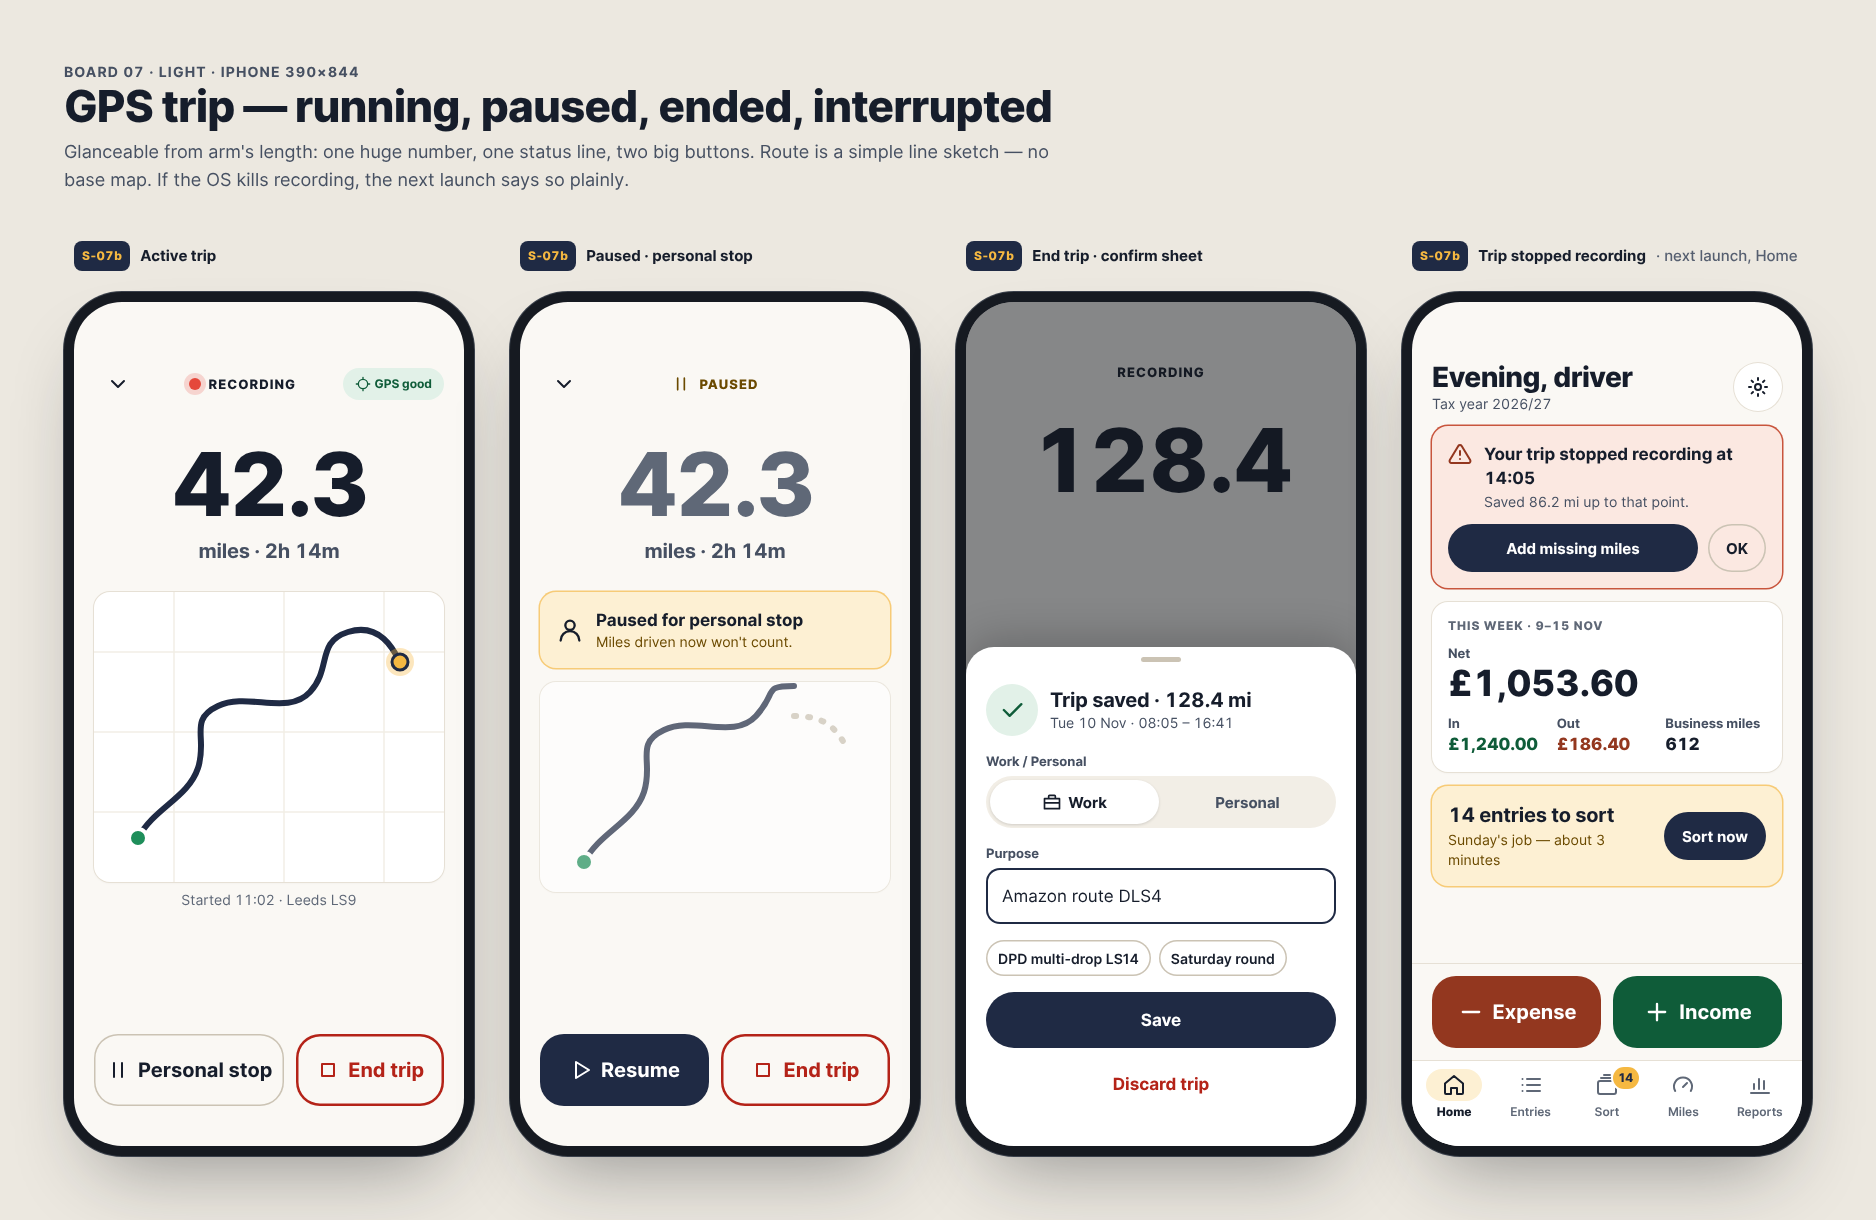 BOARD 07 · LIGHT · IPHONE 390×844
GPS trip — running, paused, ended, interrupted
Glanceable from arm's length: one huge number, one status line, two big buttons. Route is a simple line sketch — no
base map. If the OS kills recording, the next launch says so plainly.
S-07b Active trip
RECORDING
GPS good
42.3
miles · 2h 14m
Started 11:02 · Leeds LS9
Personal stop
End trip
S-07b Paused · personal stop
PAUSED
42.3
miles · 2h 14m
Paused for personal stop
Miles driven now won't count.
Resume
End trip
S-07b End trip · confirm sheet
RECORDING
128.4
Trip saved · 128.4 mi
Tue 10 Nov · 08:05 – 16:41
Work / Personal
Work
Personal
Purpose
Amazon route DLS4
DPD multi-drop LS14
Saturday round
Save
Discard trip
S-07b Trip stopped recording · next launch, Home
Evening, driver
Tax year 2026/27
Your trip stopped recording at
14:05
Saved 86.2 mi up to that point.
Add missing miles
OK
THIS WEEK · 9–15 NOV
Net
£1,053.60
In Out Business miles
£1,240.00 £186.40 612
14 entries to sort
Sunday's job — about 3
minutes
Sort now
Expense
Income
14
Home Entries Sort Miles Reports